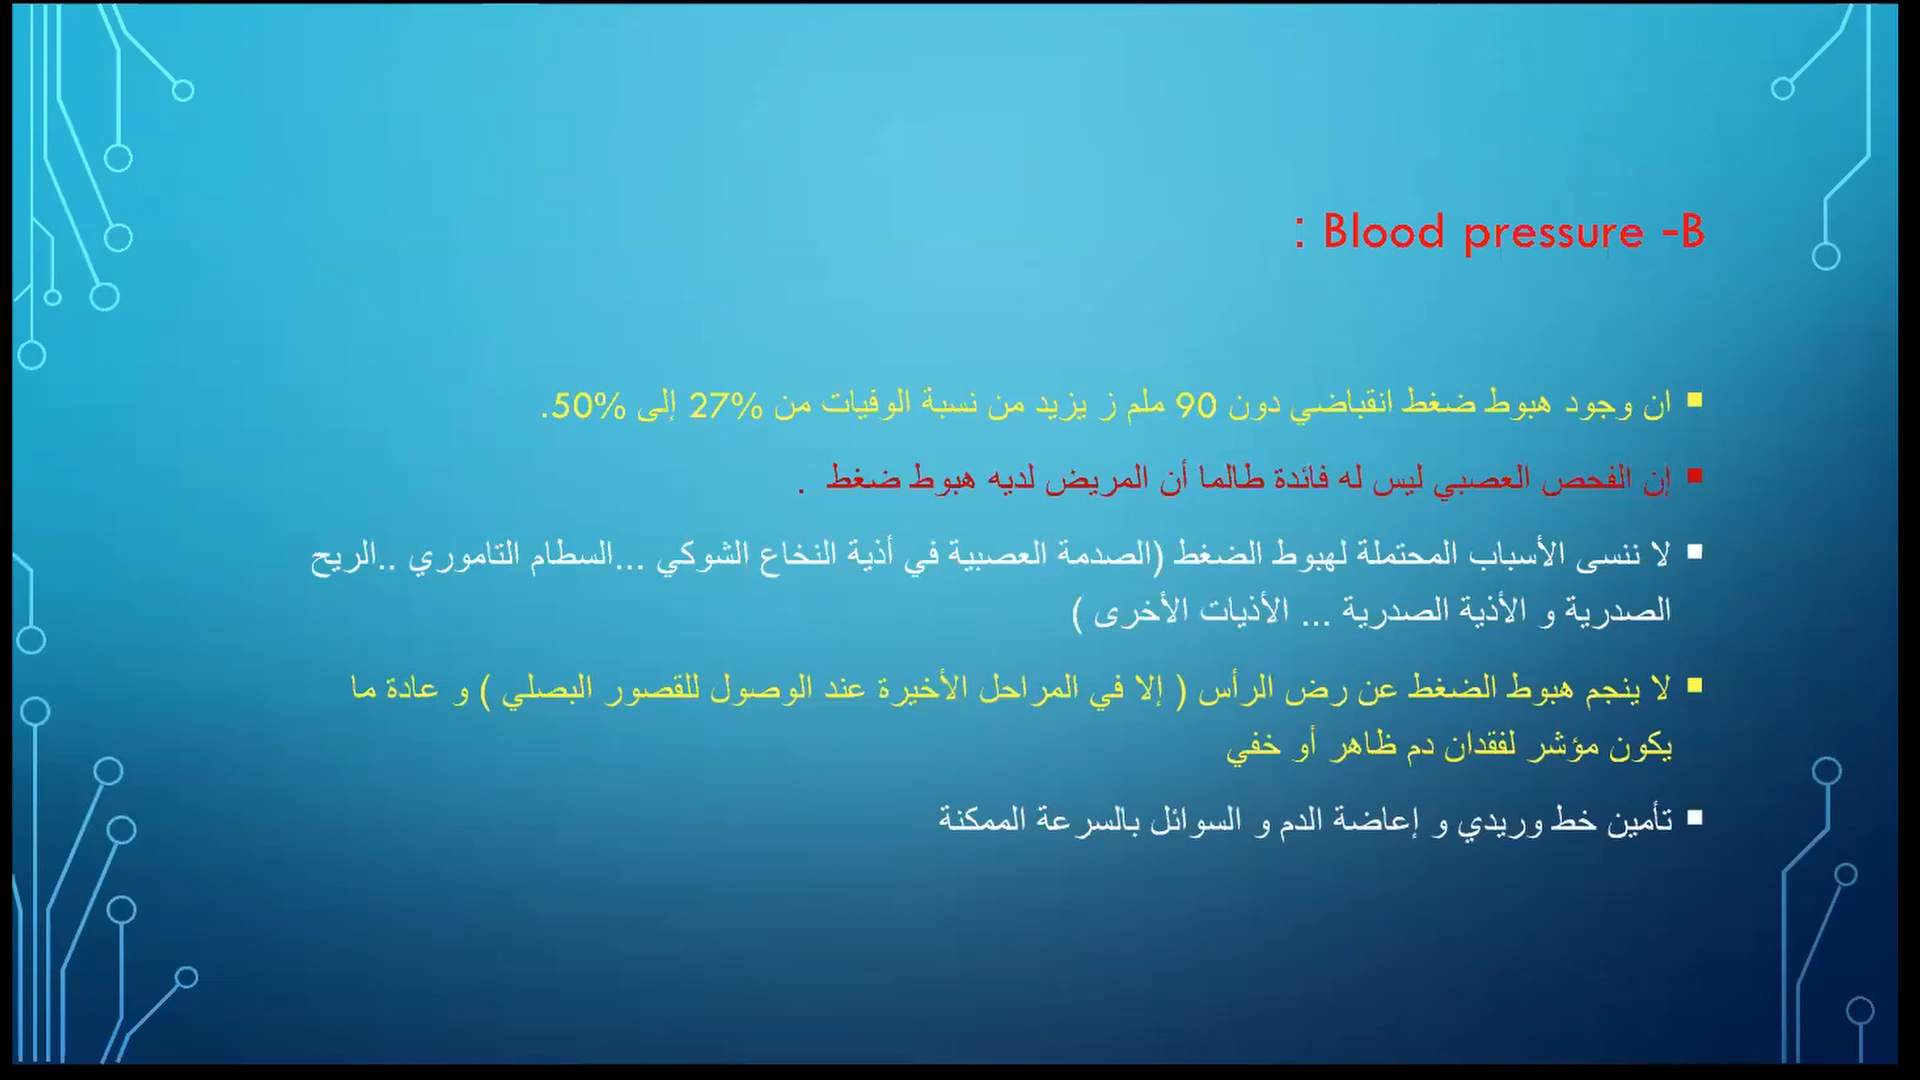 B- Blood pressure :
ان وجود هبوط ضغط انقباضي دون 90 ملم ز يزيد من نسبة الوفيات من 27% إلى 50%.
إن الفحص العصبي ليس له فائدة طالما أن المريض لديه هبوط ضغط .
لا ننسى الأسباب المحتملة لهبوط الضغط (الصدمة العصبية في أذية النخاع الشوكي ...السطام التاموري ..الريح
الصدرية و الأذية الصدرية ... الأذيات الأخرى )
لا ينجم هبوط الضغط عن رض الرأس ( إلا في المراحل الأخيرة عند الوصول للقصور البصلي ) و عادة ما
يكون مؤشر لفقدان دم ظاهر أو خفي
تأمين خط وريدي و إعاضة الدم و السوائل بالسرعة الممكنة